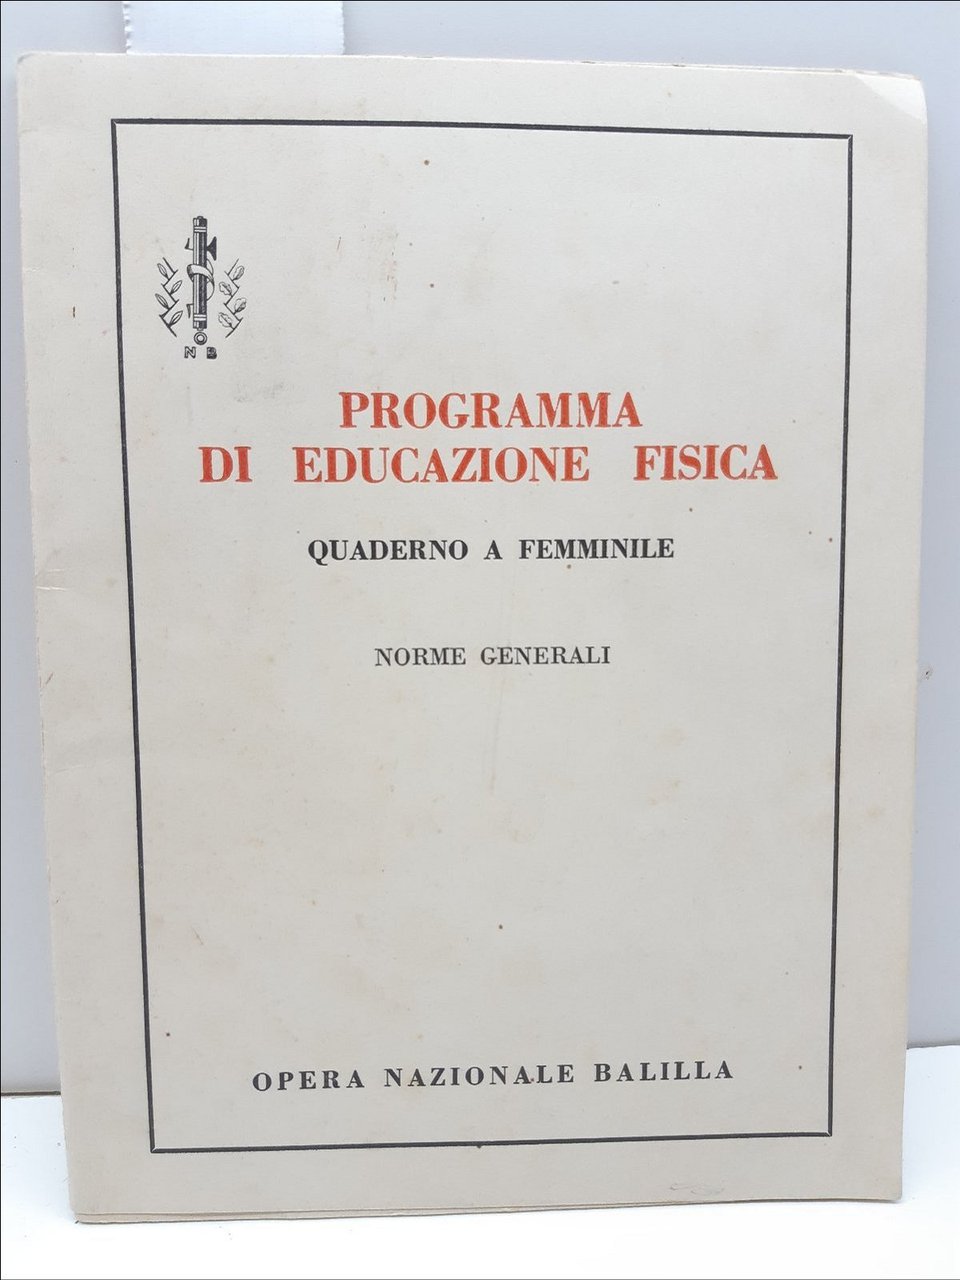 O
N B
PROGRAMMA
DI EDUCAZIONE FISICA
QUADERNO A FEMMINILE
NORME GENERALI
OPERA NAZIONALE BALILLA